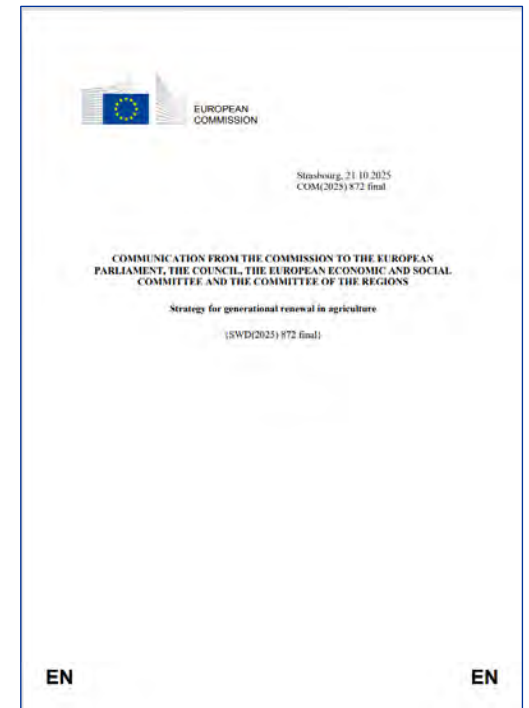 EUROPEAN
COMMISSION
Strasbourg, 21.10.2025
COM(2025) 872 final
COMMUNICATION FROM THE COMMISSION TO THE EUROPEAN
PARLIAMENT, THE COUNCIL, THE EUROPEAN ECONOMIC AND SOCIAL
COMMITTEE AND THE COMMITTEE OF THE REGIONS
Strategy for generational renewal in agriculture
{SWD(2025) 872 final}
EN
EN